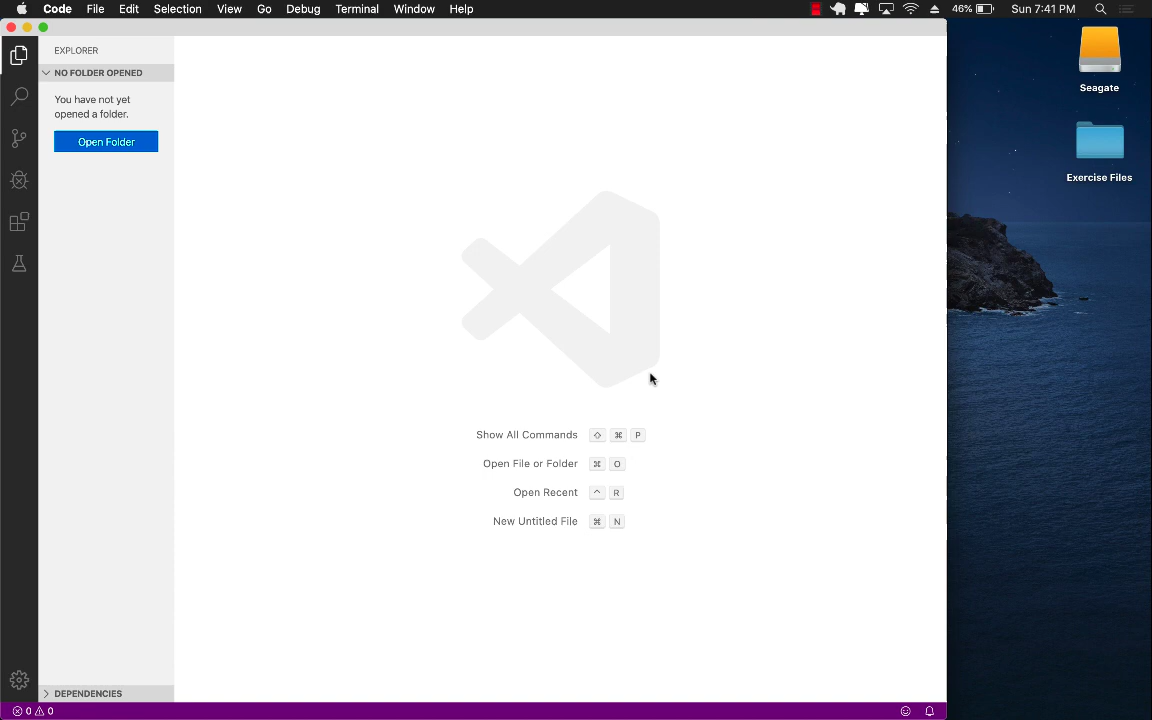 Code File Edit Selection View Go Debug Terminal Window Help 46% Sun 7:41 PM
EXPLORER
NO FOLDER OPENED
You have not yet
opened a folder.
Open Folder
Show All Commands ⇧ ⌘ P
Open File or Folder ⌘ O
Open Recent ^ R
New Untitled File ⌘ N
DEPENDENCIES
0 0
Seagate
Exercise Files